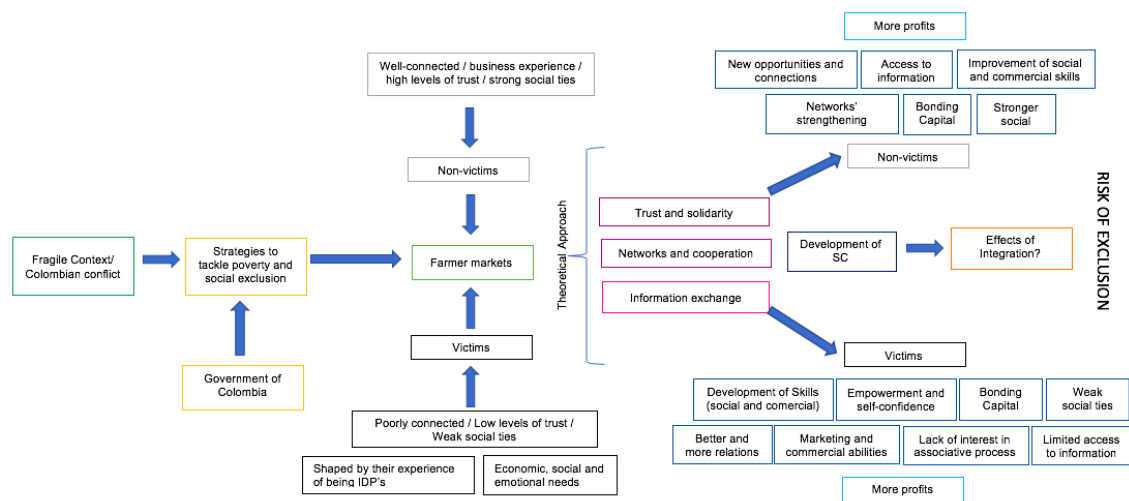 More profits
Well-connected / business experience /
high levels of trust / strong social ties
New opportunities and
connections
Access to
information
Improvement of social
and commercial skills
Networks'
strengthening
Bonding
Capital
Stronger
social
Non-victims
Non-victims
Theoretical Approach
RISK OF EXCLUSION
Trust and solidarity
Fragile Context/
Colombian conflict
Strategies to
tackle poverty and
social exclusion
Farmer markets
Networks and cooperation
Development of
SC
Effects of
Integration?
Information exchange
Victims
Victims
Government of
Colombia
Development of Skills
(social and comercial)
Empowerment and
self-confidence
Bonding
Capital
Weak
social ties
Poorly connected / Low levels of trust /
Weak social ties
Better and
more relations
Marketing and
commercial abilities
Lack of interest in
associative process
Limited access
to information
Shaped by their experience
of being IDP's
Economic, social and
emotional needs
More profits